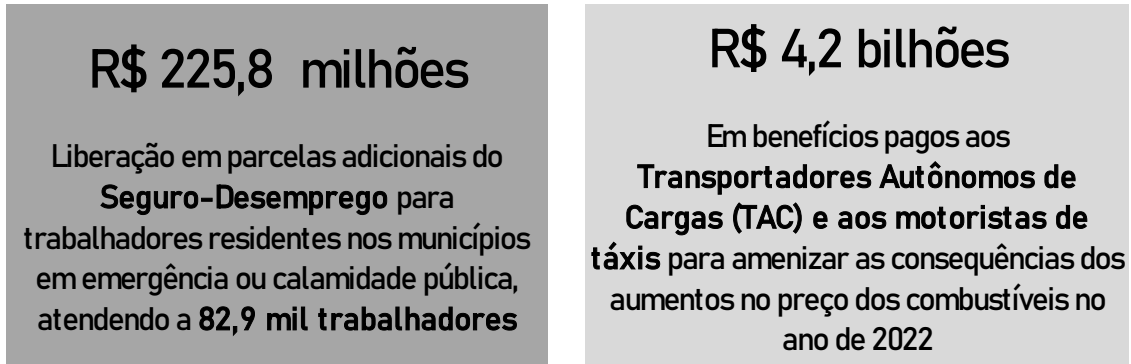 R$ 225,8 milhões
Liberação em parcelas adicionais do
Seguro-Desemprego para
trabalhadores residentes nos municípios
em emergência ou calamidade pública,
atendendo a 82,9 mil trabalhadores
R$ 4,2 bilhões
Em benefícios pagos aos
Transportadores Autônomos de
Cargas (TAC) e aos motoristas de
táxis para amenizar as consequências dos
aumentos no preço dos combustíveis no
ano de 2022